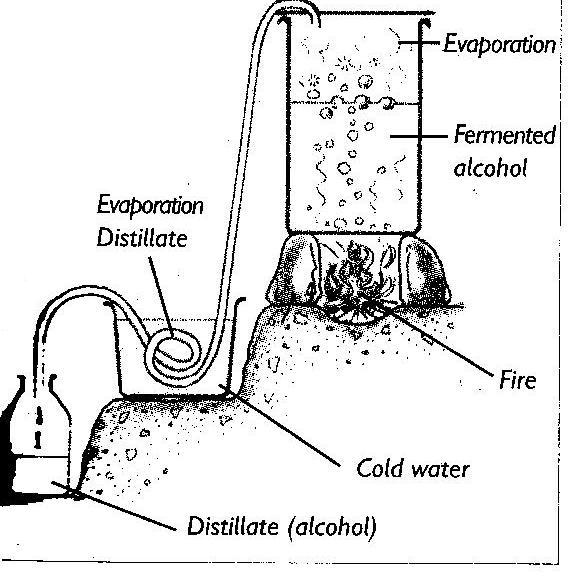 Evaporation
Fermented
alcohol
Evaporation
Distillate
Fire
Cold water
Distillate (alcohol)